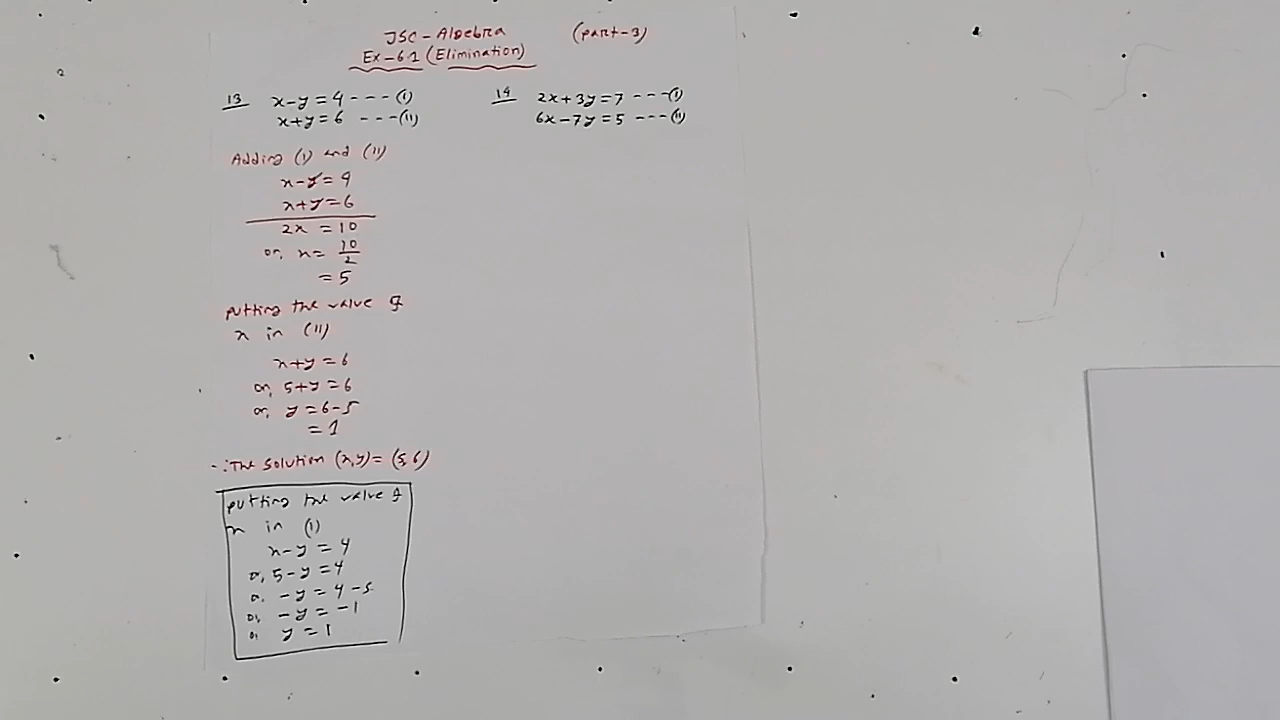 JSC - Algebra (part-3)
Ex-6.1 (Elimination)
13 x-y = 4 --- (i)
x+y = 6 --- (ii)
14 2x+3y = 7 --- (i)
6x-7y = 5 --- (ii)
Adding (i) and (ii)
x-y = 4
x+y = 6
2x = 10
or, x = 10/2
= 5
putting the value of
x in (ii)
x+y = 6
or, 5+y = 6
or, y = 6-5
= 1
∴ The solution (x,y) = (5,6)
putting the value of
x in (i)
x-y = 4
or, 5-y = 4
or, -y = 4-5
or, -y = -1
or, y = 1